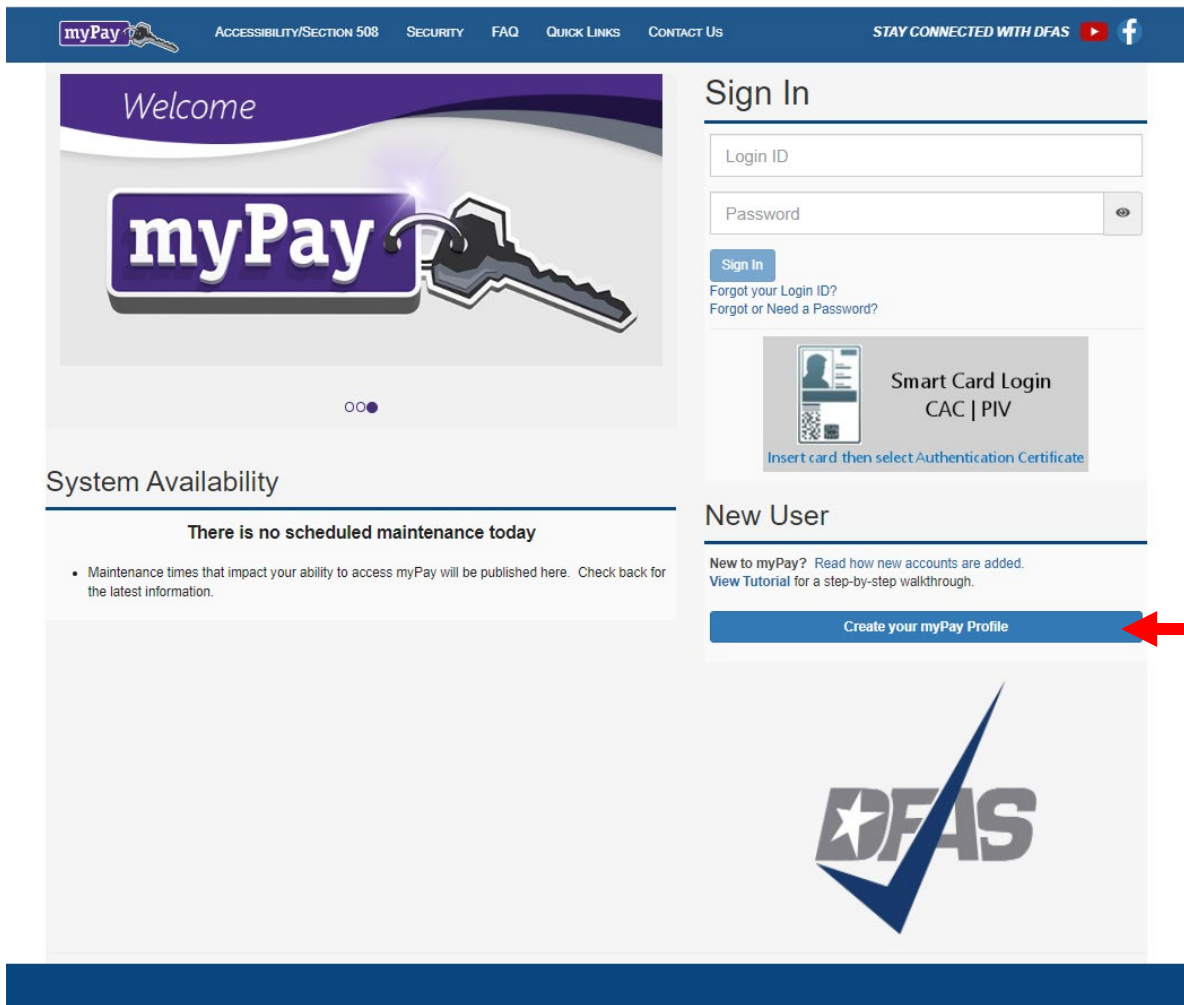 myPay
ACCESSIBILITY/SECTION 508
SECURITY
FAQ
QUICK LINKS
CONTACT US
STAY CONNECTED WITH DFAS
Welcome
myPay
System Availability
There is no scheduled maintenance today
• Maintenance times that impact your ability to access myPay will be published here. Check back for
the latest information.
Sign In
Login ID
Password
Sign In
Forgot your Login ID?
Forgot or Need a Password?
Smart Card Login
CAC | PIV
Insert card then select Authentication Certificate
New User
New to myPay? Read how new accounts are added.
View Tutorial for a step-by-step walkthrough.
Create your myPay Profile
DFAS